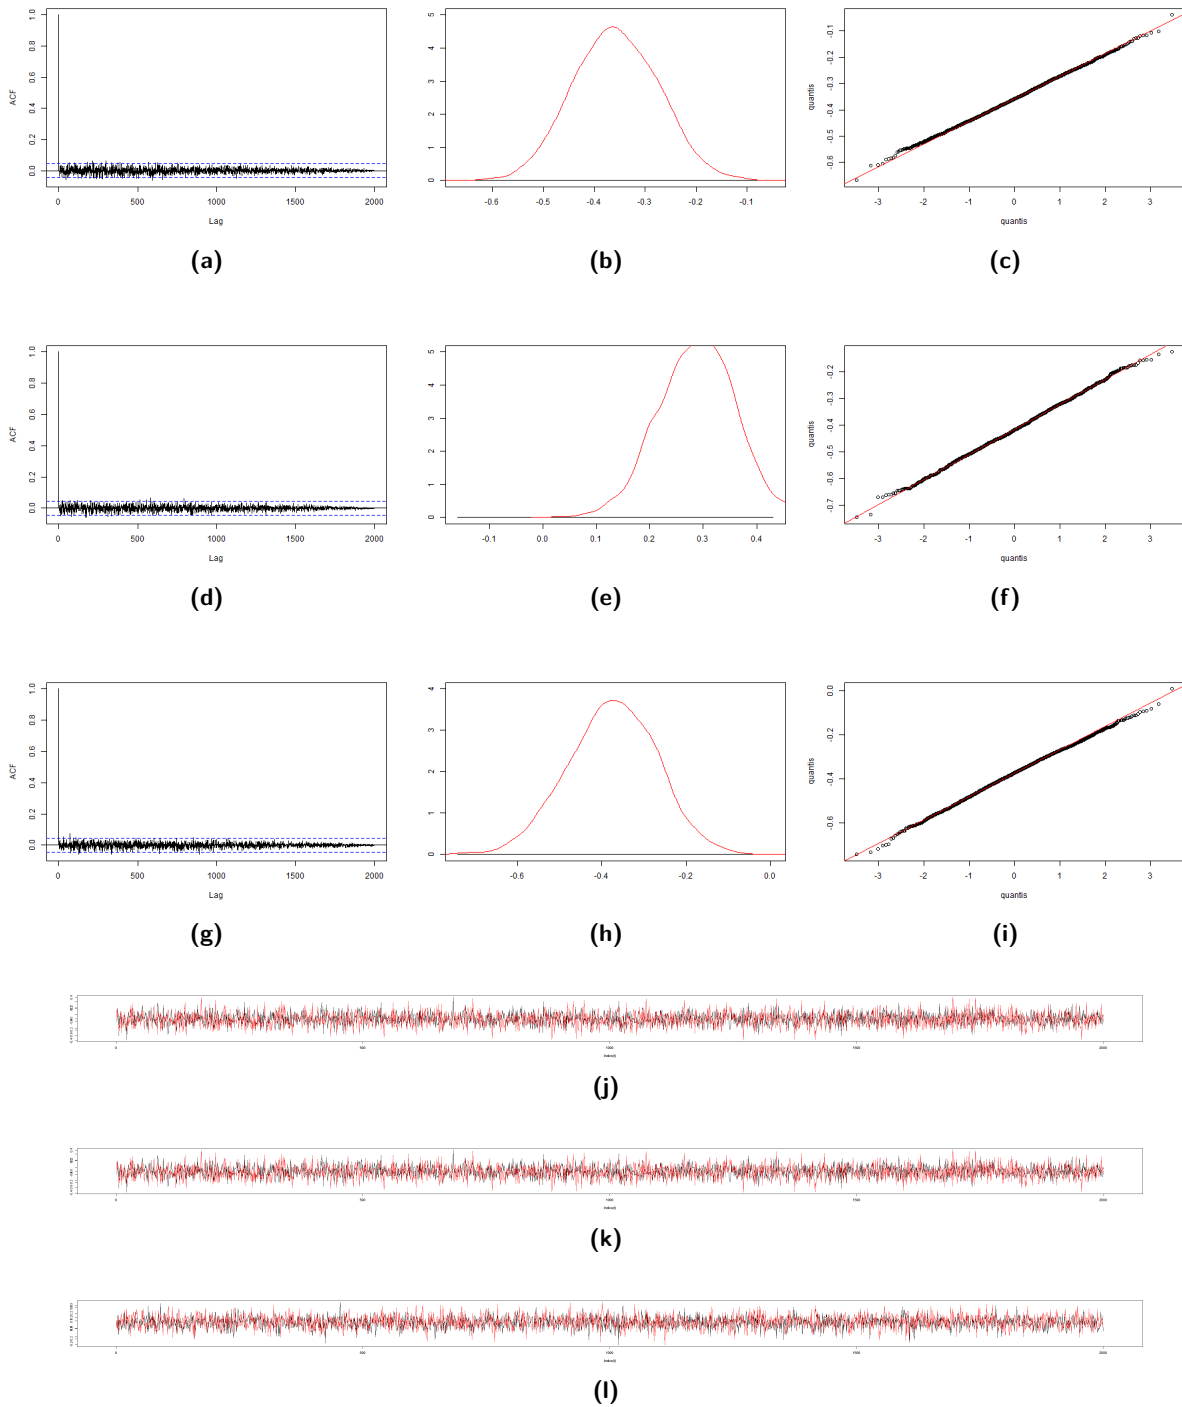 ACF
0.0 0.2 0.4 0.6 0.8 1.0
0 500 1000 1500 2000
Lag
(a)
0 1 2 3 4 5
-0.6 -0.5 -0.4 -0.3 -0.2 -0.1
(b)
quantis
-0.6 -0.5 -0.4 -0.3 -0.2 -0.1
-3 -2 -1 0 1 2 3
quantis
(c)
ACF
0.0 0.2 0.4 0.6 0.8 1.0
0 500 1000 1500 2000
Lag
(d)
0 1 2 3 4 5
-0.1 0.0 0.1 0.2 0.3 0.4
(e)
quantis
-0.7 -0.6 -0.5 -0.4 -0.3 -0.2
-3 -2 -1 0 1 2 3
quantis
(f)
ACF
0.0 0.2 0.4 0.6 0.8 1.0
0 500 1000 1500 2000
Lag
(g)
0 1 2 3 4
-0.6 -0.4 -0.2 0.0
(h)
quantis
-0.6 -0.4 -0.2 0.0
-3 -2 -1 0 1 2 3
quantis
(i)
0 500 1000 1500 2000
(j)
0 500 1000 1500 2000
(k)
0 500 1000 1500 2000
(l)